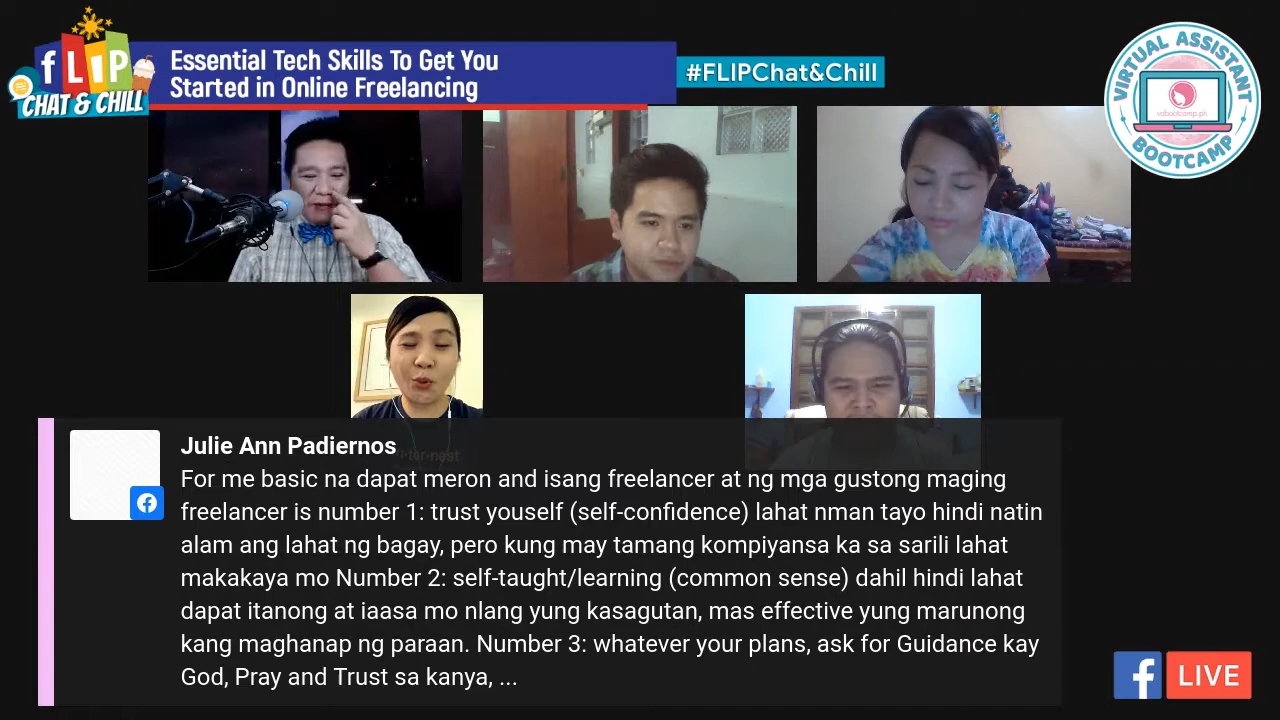 fLIP
CHAT & CHILL
Essential Tech Skills To Get You
Started in Online Freelancing
#FLIPChat&Chill
VIRTUAL ASSISTANT
vabootcamp.ph
BOOTCAMP
Julie Ann Padiernos
For me basic na dapat meron and isang freelancer at ng mga gustong maging
freelancer is number 1: trust youself (self-confidence) lahat nman tayo hindi natin
alam ang lahat ng bagay, pero kung may tamang kompiyansa ka sa sarili lahat
makakaya mo Number 2: self-taught/learning (common sense) dahil hindi lahat
dapat itanong at iaasa mo nlang yung kasagutan, mas effective yung marunong
kang maghanap ng paraan. Number 3: whatever your plans, ask for Guidance kay
God, Pray and Trust sa kanya, ...
f LIVE